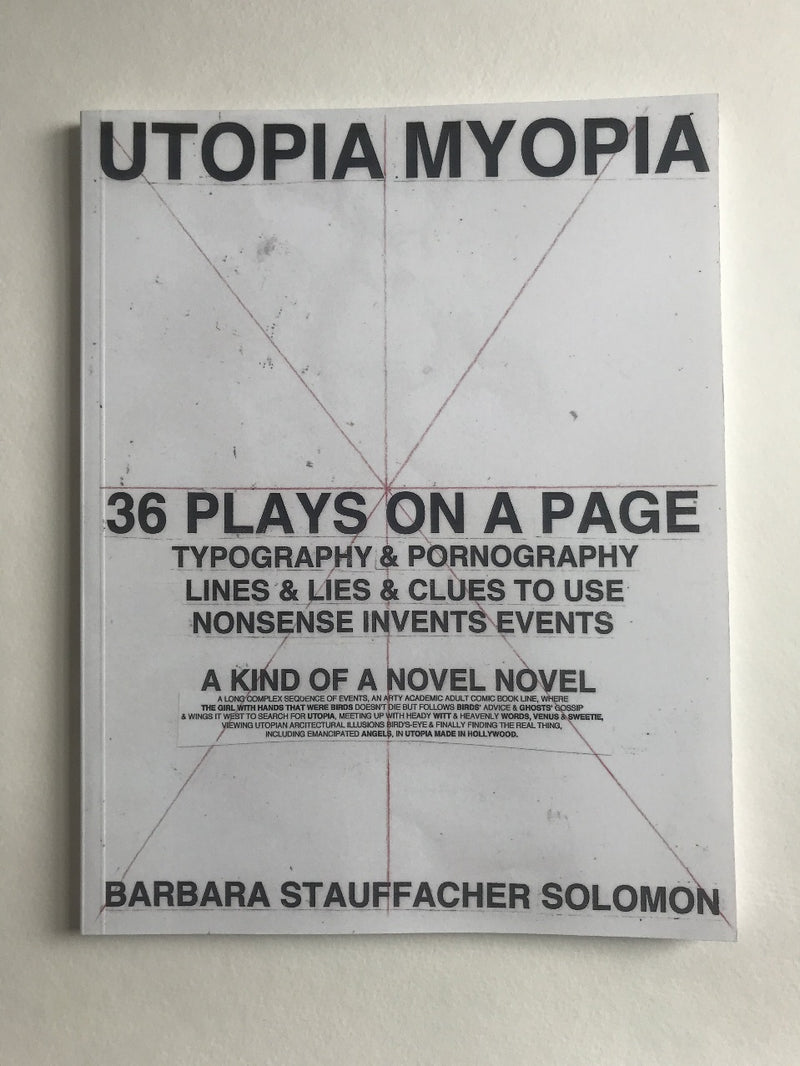 UTOPIA MYOPIA
36 PLAYS ON A PAGE
TYPOGRAPHY & PORNOGRAPHY
LINES & LIES & CLUES TO USE
NONSENSE INVENTS EVENTS
A KIND OF A NOVEL NOVEL
A LONG COMPLEX SEQUENCE OF EVENTS, AN ARTY ACADEMIC ADULT COMIC BOOK LINE, WHERE
THE GIRL WITH HANDS THAT WERE BIRDS DOESN'T DIE BUT FOLLOWS BIRDS' ADVICE & GHOSTS' GOSSIP
& WINGS IT WEST TO SEARCH FOR UTOPIA, MEETING UP WITH HEADY WITT & HEAVENLY WORDS, VENUS & SWEETIE,
VIEWING UTOPIAN ARCITECTURAL ILLUSIONS BIRD'S-EYE & FINALLY FINDING THE REAL THING,
INCLUDING EMANCIPATED ANGELS, IN UTOPIA MADE IN HOLLYWOOD.
BARBARA STAUFFACHER SOLOMON